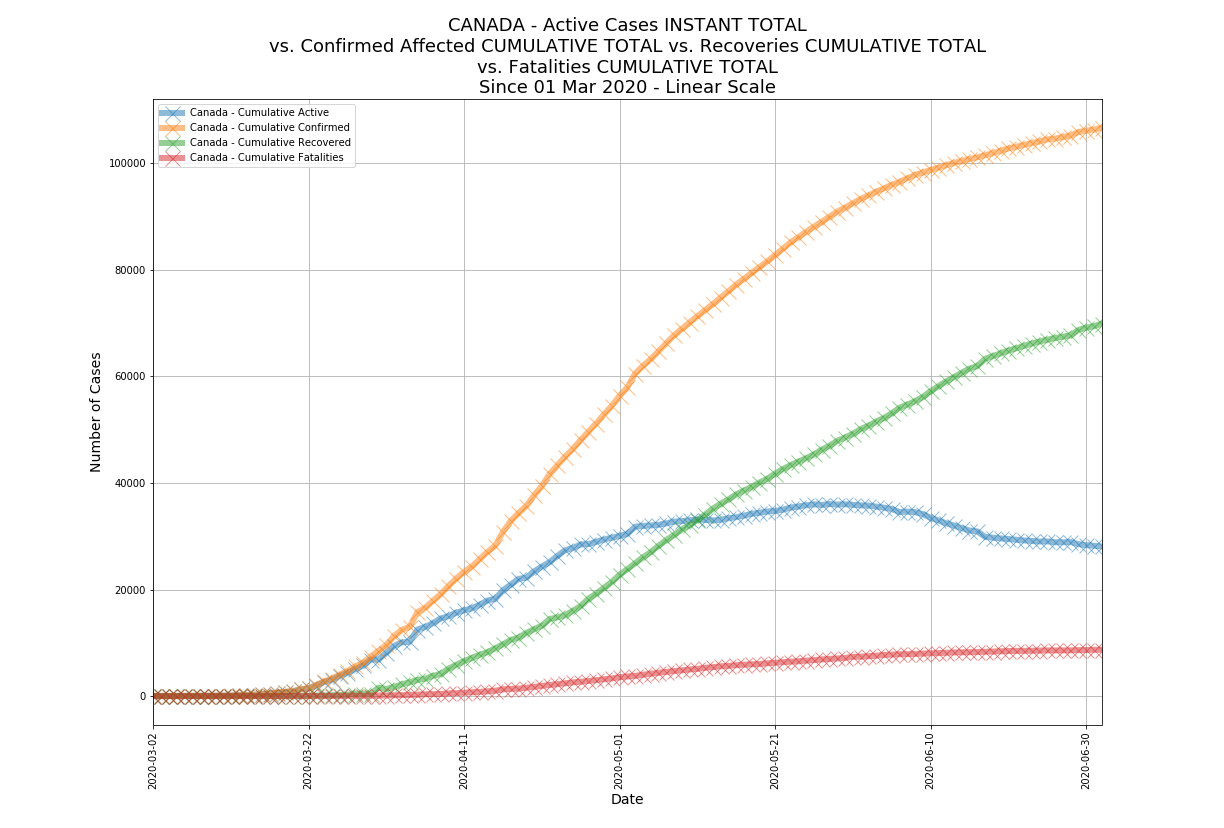 CANADA - Active Cases INSTANT TOTAL
vs. Confirmed Affected CUMULATIVE TOTAL vs. Recoveries CUMULATIVE TOTAL
vs. Fatalities CUMULATIVE TOTAL
Since 01 Mar 2020 - Linear Scale
Canada - Cumulative Active
Canada - Cumulative Confirmed
Canada - Cumulative Recovered
Canada - Cumulative Fatalities
Number of Cases
100000
80000
60000
40000
20000
0
2020-03-02
2020-03-22
2020-04-11
2020-05-01
2020-05-21
2020-06-10
2020-06-30
Date